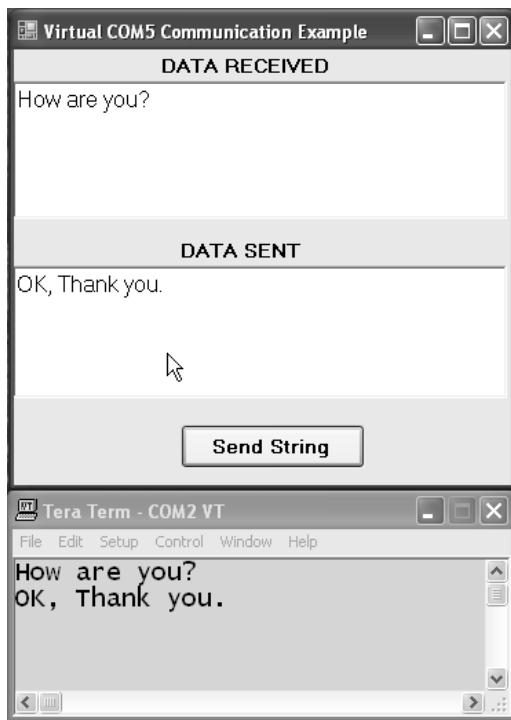 Virtual COM5 Communication Example
DATA RECEIVED
How are you?
DATA SENT
OK, Thank you.
Send String
VT Tera Term - COM2 VT
File Edit Setup Control Window Help
How are you?
OK, Thank you.